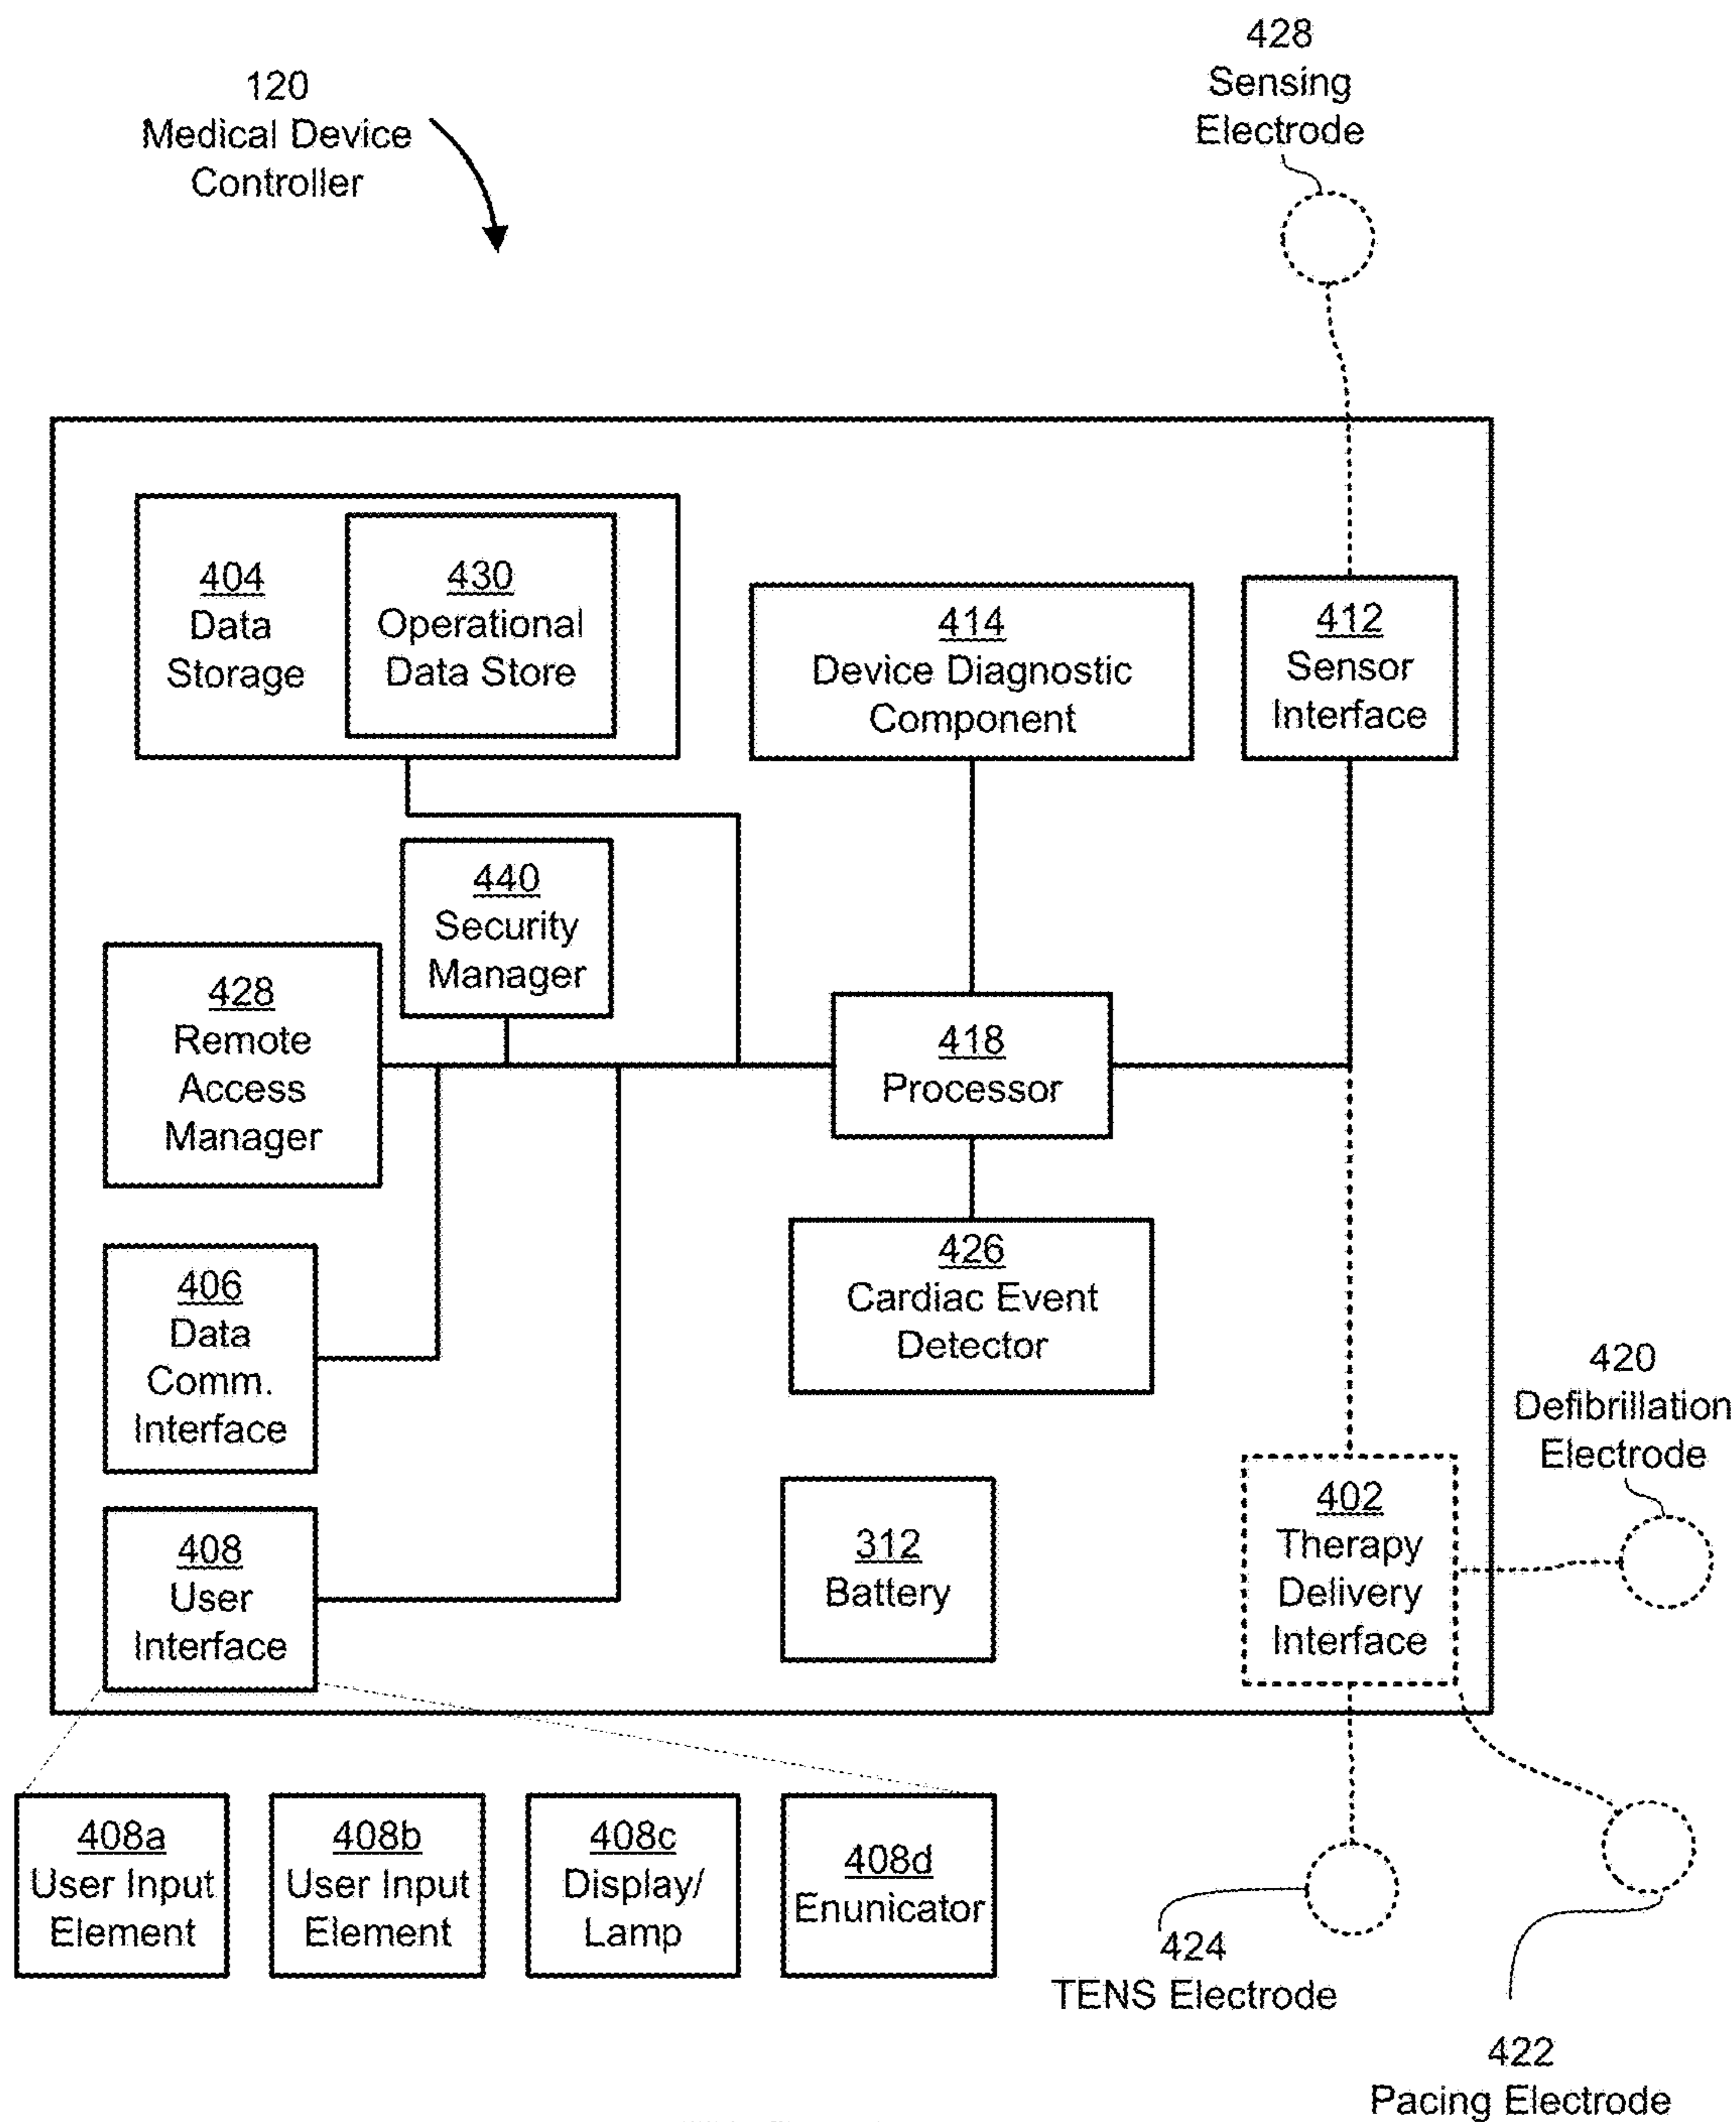 120
Medical Device
Controller
428
Sensing
Electrode
404
Data
Storage
430
Operational
Data Store
414
Device Diagnostic
Component
412
Sensor
Interface
440
Security
Manager
428
Remote
Access
Manager
418
Processor
406
Data
Comm.
Interface
426
Cardiac Event
Detector
408
User
Interface
312
Battery
402
Therapy
Delivery
Interface
420
Defibrillation
Electrode
408a
User Input
Element
408b
User Input
Element
408c
Display/
Lamp
408d
Enunicator
424
TENS Electrode
422
Pacing Electrode